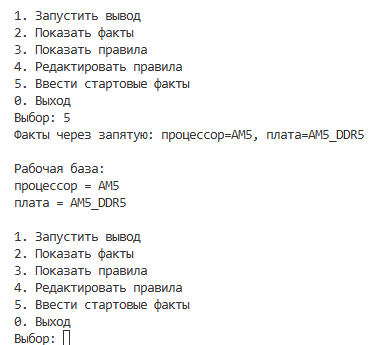 1. Запустить вывод
2. Показать факты
3. Показать правила
4. Редактировать правила
5. Ввести стартовые факты
0. Выход
Выбор: 5
Факты через запятую: процессор=AM5, плата=AM5_DDR5
Рабочая база:
процессор = AM5
плата = AM5_DDR5
1. Запустить вывод
2. Показать факты
3. Показать правила
4. Редактировать правила
5. Ввести стартовые факты
0. Выход
Выбор: